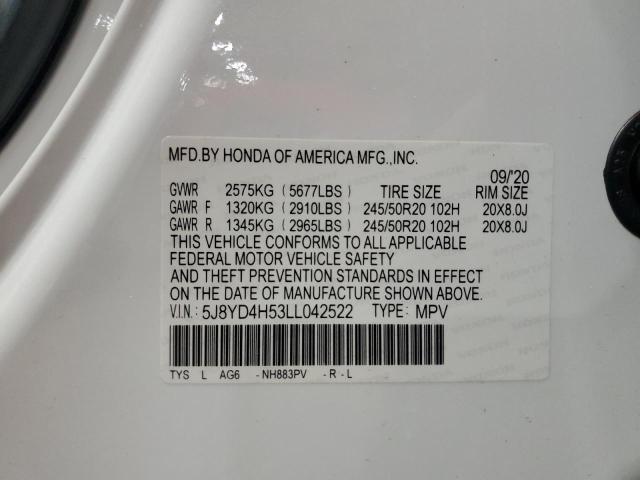 MFD.BY HONDA OF AMERICA MFG.,INC.
09/'20
GVWR 2575KG (5677LBS) TIRE SIZE RIM SIZE
GAWR F 1320KG (2910LBS) 245/50R20 102H 20X8.0J
GAWR R 1345KG (2965LBS) 245/50R20 102H 20X8.0J
THIS VEHICLE CONFORMS TO ALL APPLICABLE
FEDERAL MOTOR VEHICLE SAFETY
AND THEFT PREVENTION STANDARDS IN EFFECT
ON THE DATE OF MANUFACTURE SHOWN ABOVE.
V.I.N.: 5J8YD4H53LL042522 TYPE: MPV
TYS L AG6 -NH883PV -R-L